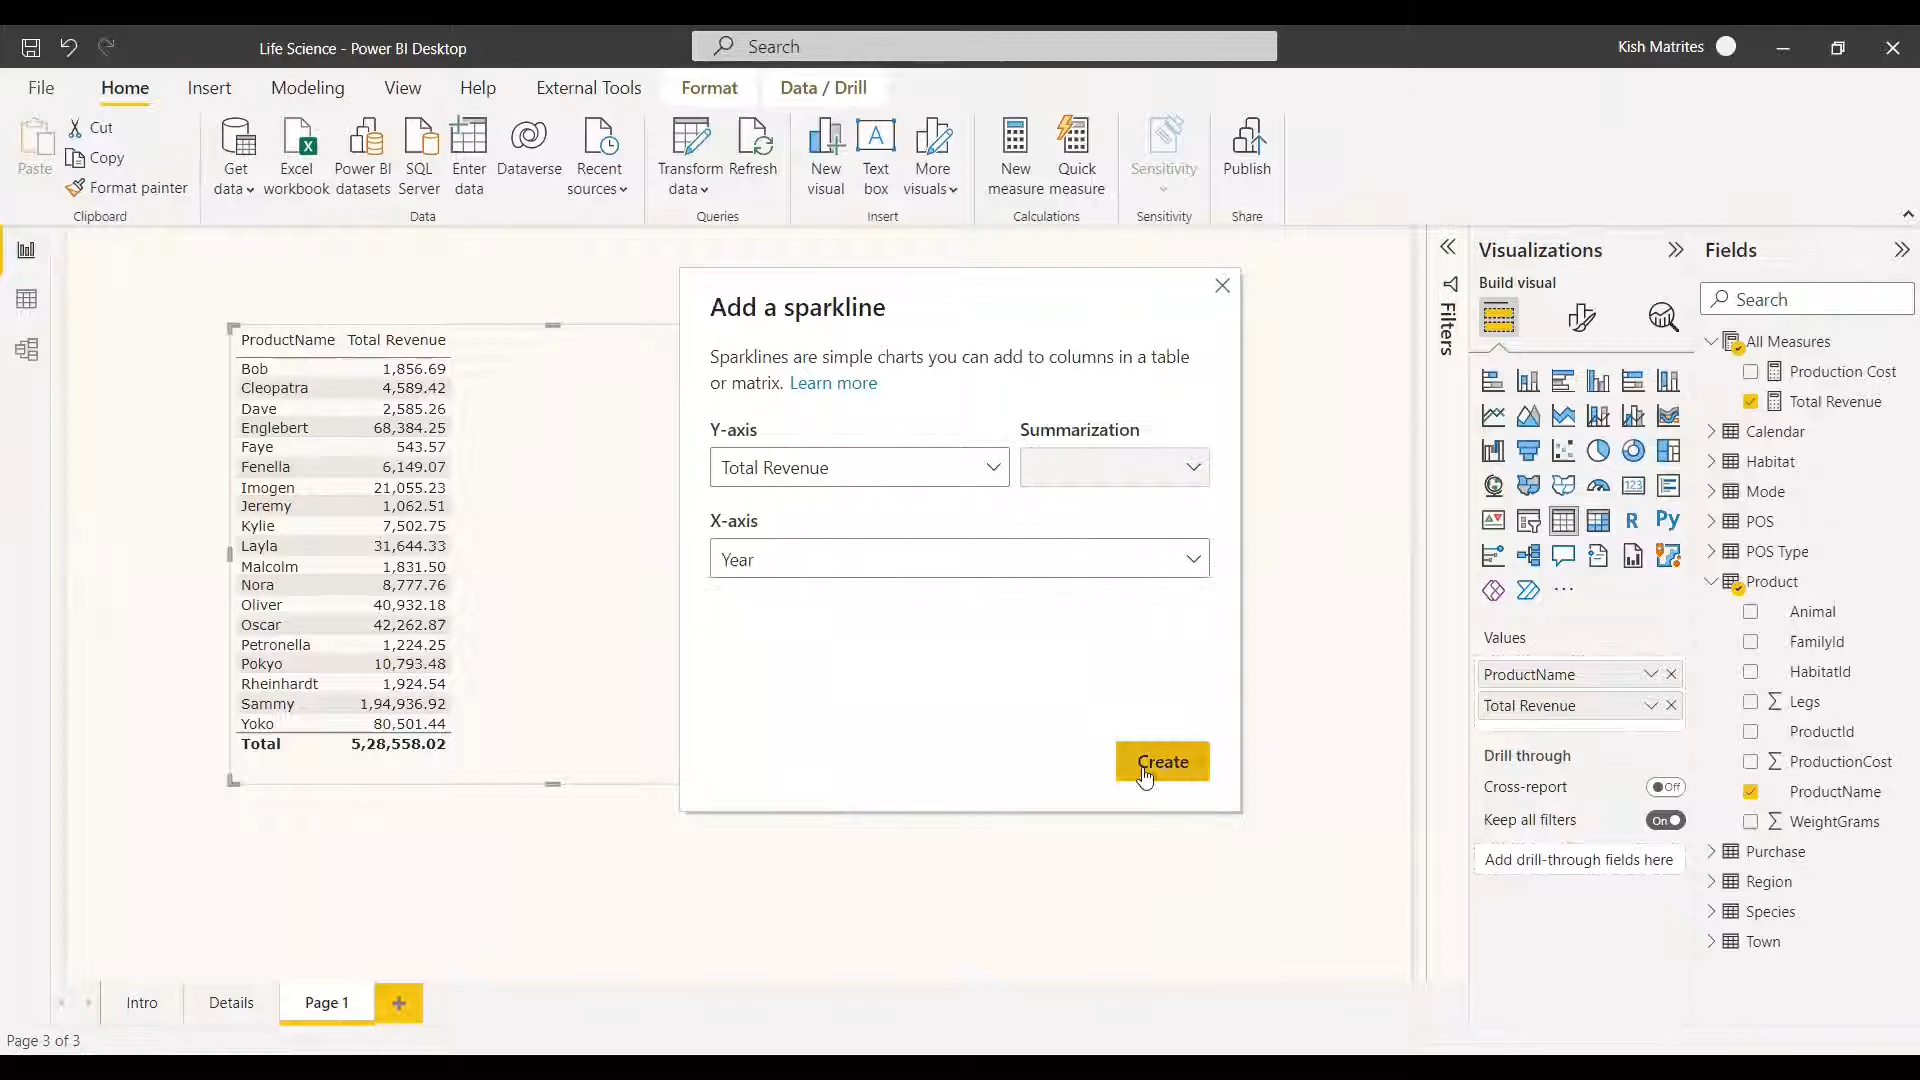 Life Science - Power BI Desktop
Search
Kish Matrites
File
Home
Insert
Modeling
View
Help
External Tools
Format
Data / Drill
Paste
Cut
Copy
Format painter
Clipboard
Get data
Excel workbook
Power BI datasets
SQL Server
Enter data
Dataverse
Recent sources
Data
Transform data
Refresh
Queries
New visual
Text box
More visuals
Insert
New measure
Quick measure
Calculations
Sensitivity
Sensitivity
Publish
Share
ProductName Total Revenue
Bob 1,856.69
Cleopatra 4,589.42
Dave 2,585.26
Englebert 68,384.25
Faye 543.57
Fenella 6,149.07
Imogen 21,055.23
Jeremy 1,062.51
Kylie 7,502.75
Layla 31,644.33
Malcolm 1,831.50
Nora 8,777.76
Oliver 40,932.18
Oscar 42,262.87
Petronella 1,224.25
Pokyo 10,793.48
Rheinhardt 1,924.54
Sammy 1,94,936.92
Yoko 80,501.44
Total 5,28,558.02
Add a sparkline
Sparklines are simple charts you can add to columns in a table
or matrix. Learn more
Y-axis
Summarization
Total Revenue
X-axis
Year
Create
Filters
Visualizations
Build visual
123
R
Py
...
Values
ProductName
Total Revenue
Drill through
Cross-report Off
Keep all filters On
Add drill-through fields here
Fields
Search
All Measures
Production Cost
Total Revenue
Calendar
Habitat
Mode
POS
POS Type
Product
Animal
FamilyId
HabitatId
Legs
ProductId
ProductionCost
ProductName
WeightGrams
Purchase
Region
Species
Town
Intro
Details
Page 1
Page 3 of 3